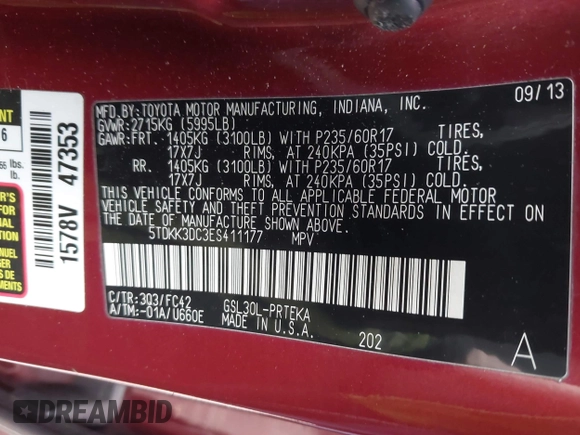 MFD.BY:TOYOTA MOTOR MANUFACTURING, INDIANA, INC. 09/13
GVWR:2715KG (5995LB)
GAWR:FRT. 1405KG (3100LB) WITH P235/60R17 TIRES,
17X7J RIMS, AT 240KPA (35PSI) COLD.
RR. 1405KG (3100LB) WITH P235/60R17 TIRES,
17X7J RIMS, AT 240KPA (35PSI) COLD.
THIS VEHICLE CONFORMS TO ALL APPLICABLE FEDERAL MOTOR
VEHICLE SAFETY AND THEFT PREVENTION STANDARDS IN EFFECT ON
THE DATE OF MANUFACTURE SHOWN ABOVE.
5TDKK3DC3ES411177 MPV
C/TR:3Q3/FC42 GSL30L-PRTEKA
A/TM:-01A/U660E MADE IN U.S.A.
202
A
1578V 47353
6
lbs.
kg.
DREAMBID